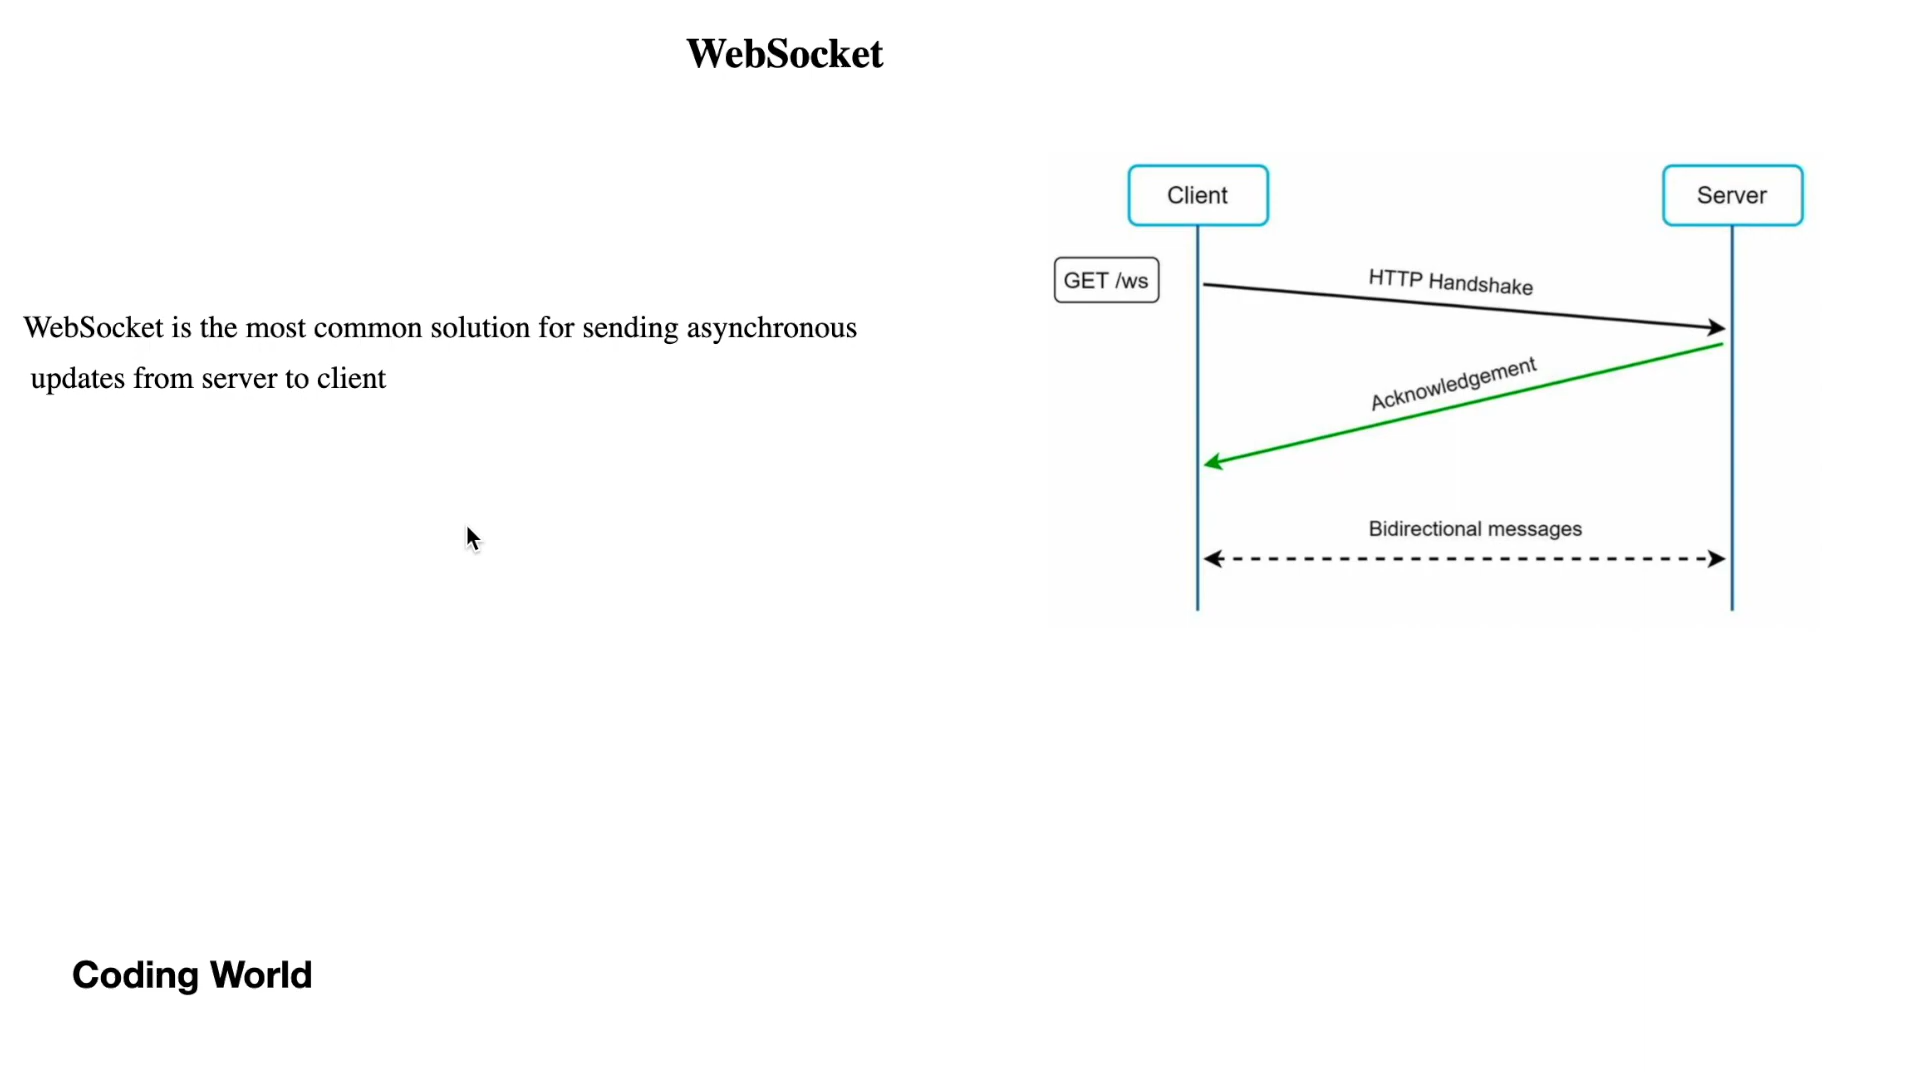 WebSocket
Client
Server
GET /ws
HTTP Handshake
WebSocket is the most common solution for sending asynchronous
updates from server to client
Acknowledgement
Bidirectional messages
Coding World